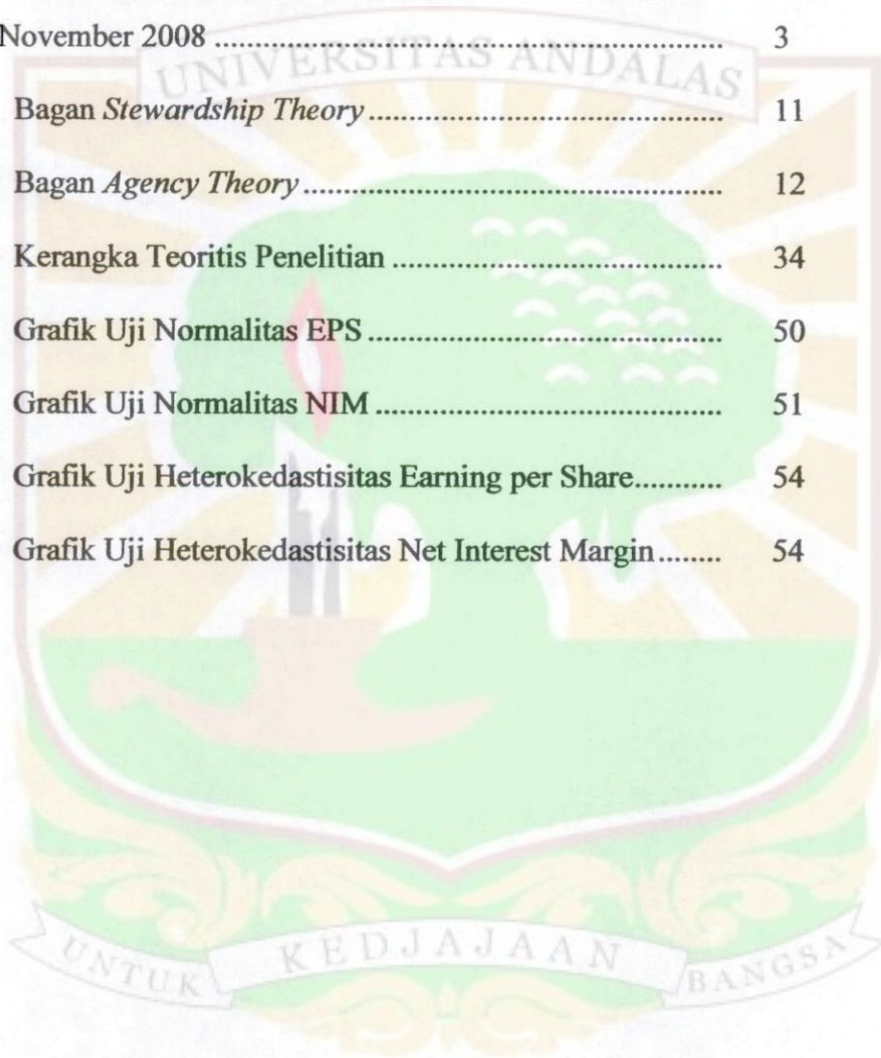 November 2008 ........................................................... 3
UNIVERSITAS ANDALAS
Bagan Stewardship Theory ......................................... 11
Bagan Agency Theory ................................................. 12
Kerangka Teoritis Penelitian ...................................... 34
Grafik Uji Normalitas EPS ......................................... 50
Grafik Uji Normalitas NIM ........................................ 51
Grafik Uji Heterokedastisitas Earning per Share........... 54
Grafik Uji Heterokedastisitas Net Interest Margin ........ 54
UNTUK KEDJAJAAN BANGSA